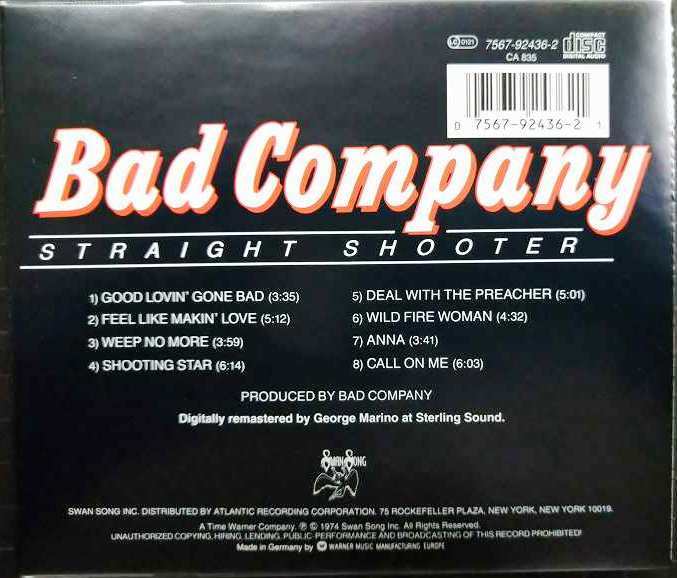 LC 0121 7567-92436-2 COMPACT disc DIGITAL AUDIO
CA 835
0 7567-92436-2 1
Bad Company
STRAIGHT SHOOTER
1) GOOD LOVIN' GONE BAD (3:35)
2) FEEL LIKE MAKIN' LOVE (5:12)
3) WEEP NO MORE (3:59)
4) SHOOTING STAR (6:14)
5) DEAL WITH THE PREACHER (5:01)
6) WILD FIRE WOMAN (4:32)
7) ANNA (3:41)
8) CALL ON ME (6:03)
PRODUCED BY BAD COMPANY
Digitally remastered by George Marino at Sterling Sound.
SWAN SONG
SWAN SONG INC. DISTRIBUTED BY ATLANTIC RECORDING CORPORATION. 75 ROCKEFELLER PLAZA, NEW YORK, NEW YORK 10019.
A Time Warner Company. ℗ © 1974 Swan Song Inc. All Rights Reserved.
UNAUTHORIZED COPYING, HIRING, LENDING, PUBLIC PERFORMANCE AND BROADCASTING OF THIS RECORD PROHIBITED!
Made in Germany by WARNER MUSIC MANUFACTURING EUROPE